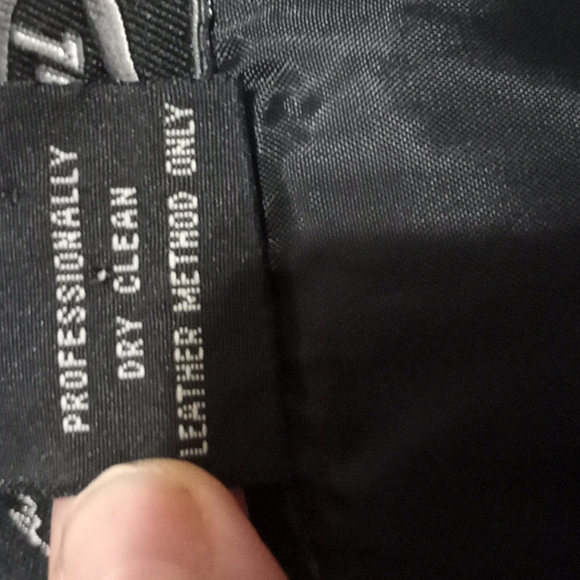 PROFESSIONALLY
DRY CLEAN
LEATHER METHOD ONLY